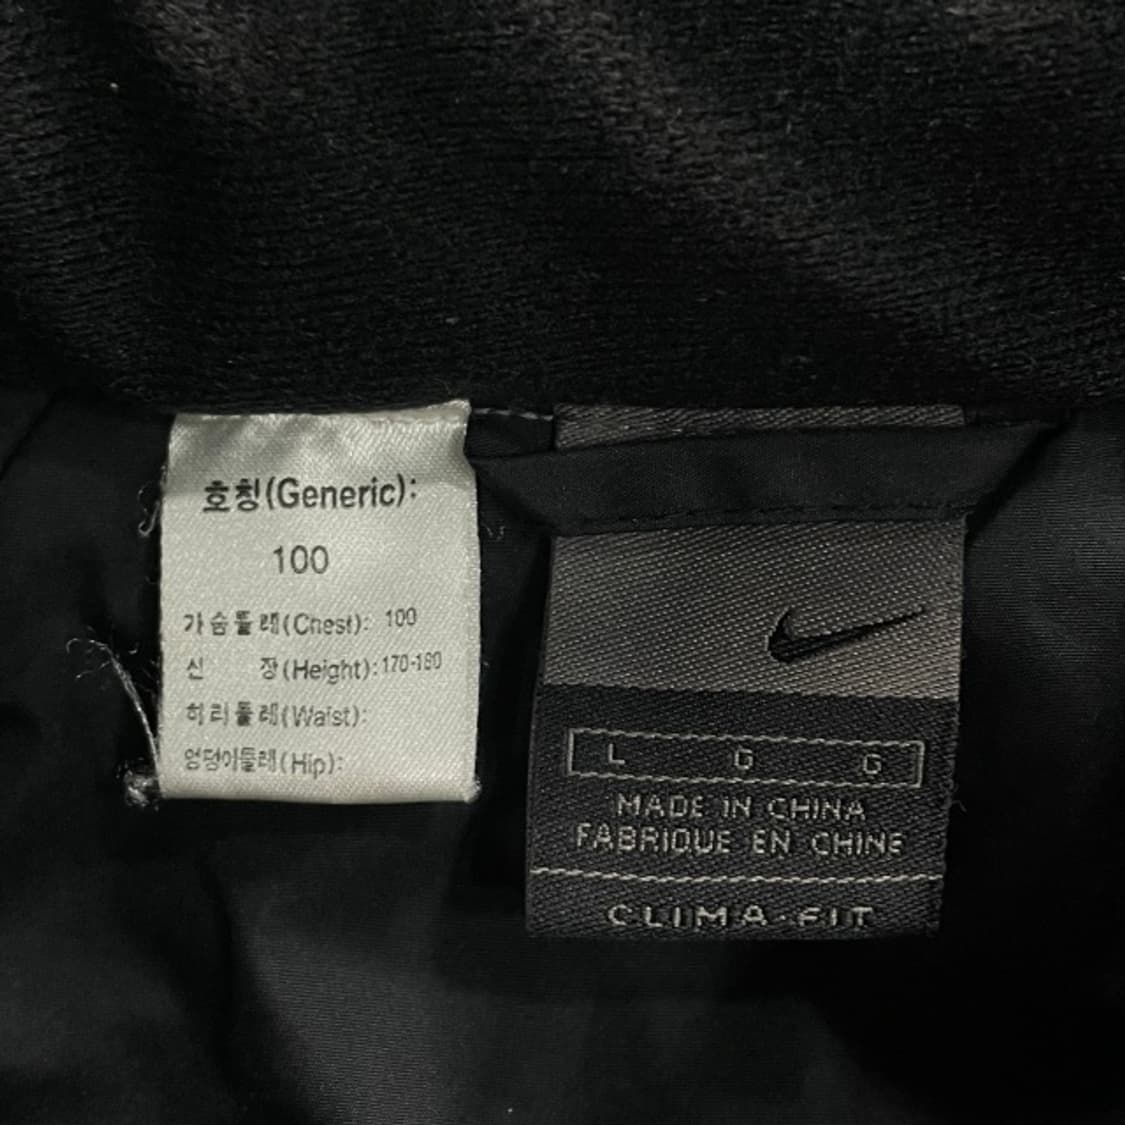 호칭(Generic):
100
가슴둘레(Chest): 100
신 장(Height):170-180
허리둘레(Waist):
엉덩이둘레(Hip):
L G G
MADE IN CHINA
FABRIQUE EN CHINE
CLIMA·FIT